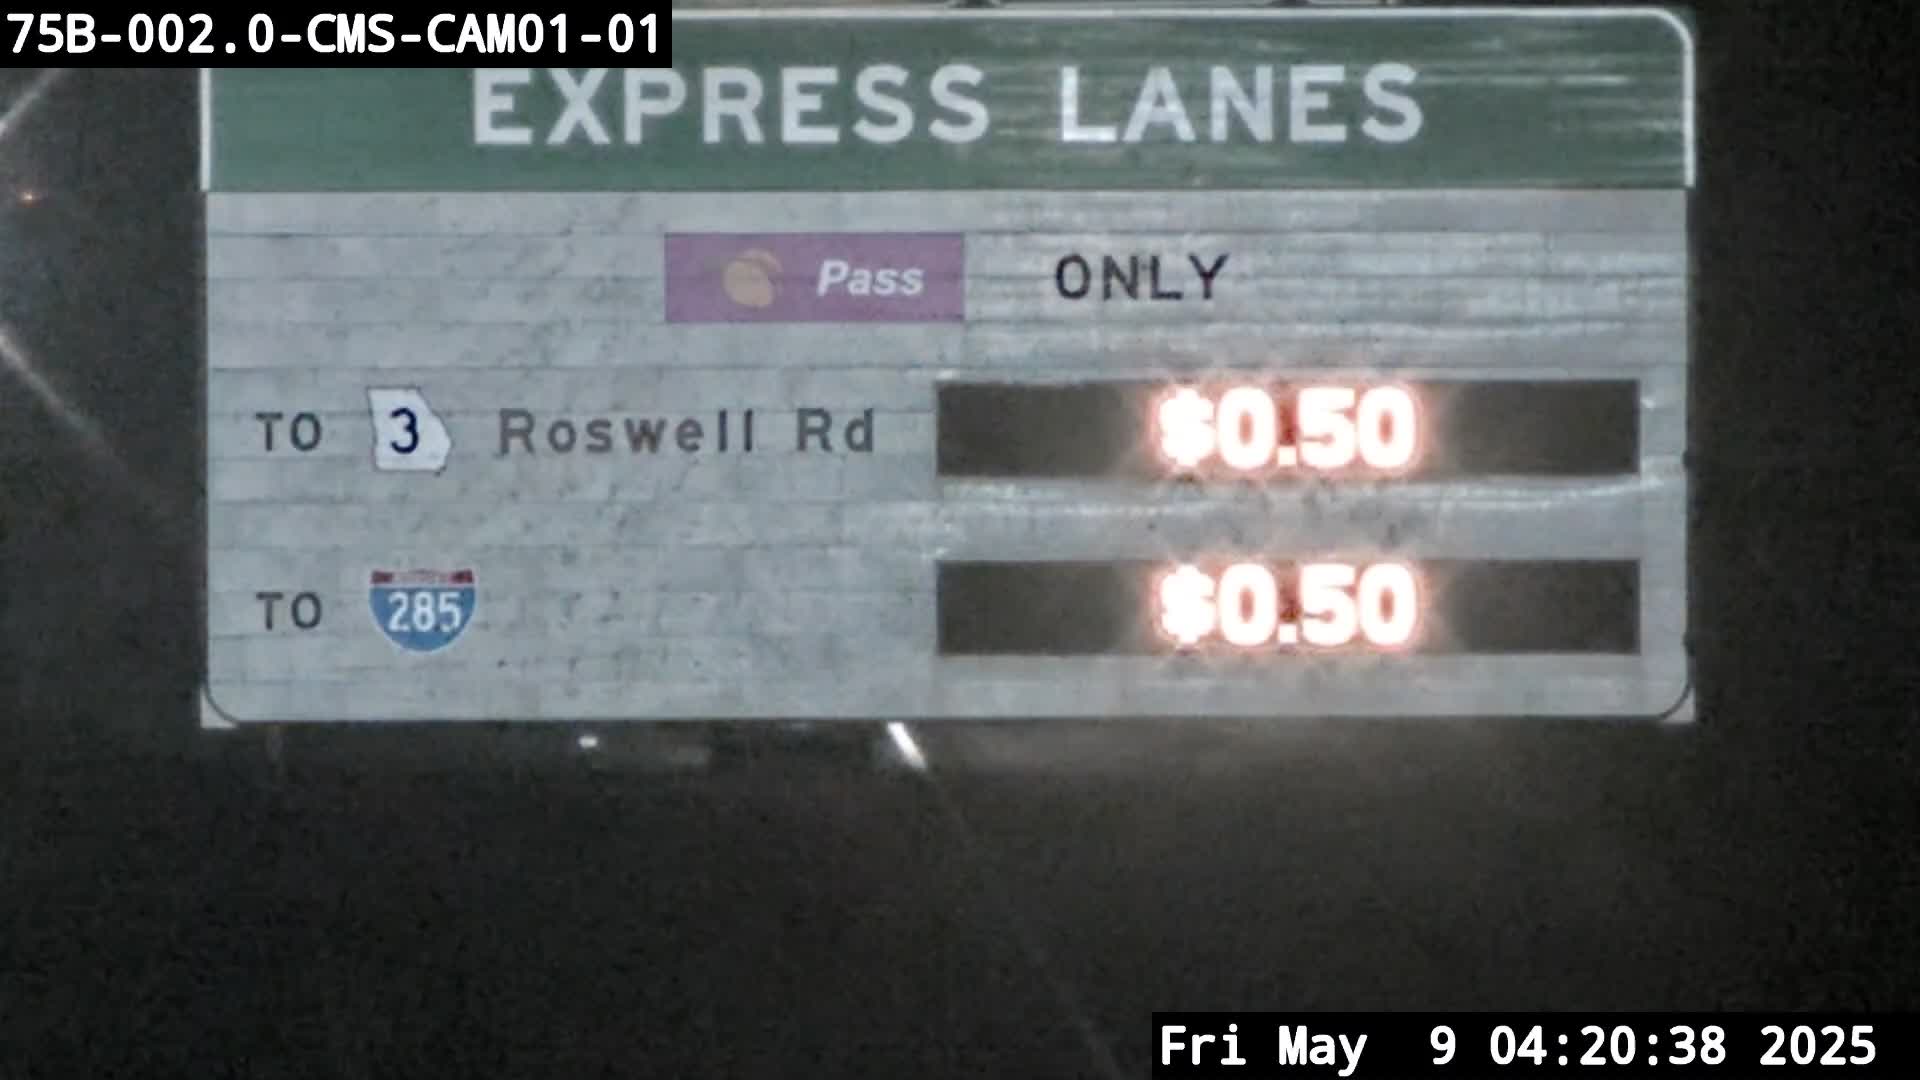 75B-002.0-CMS-CAM01-01
EXPRESS LANES
Pass ONLY
TO 3 Roswell Rd $0.50
TO 285 $0.50
Fri May 9 04:20:38 2025